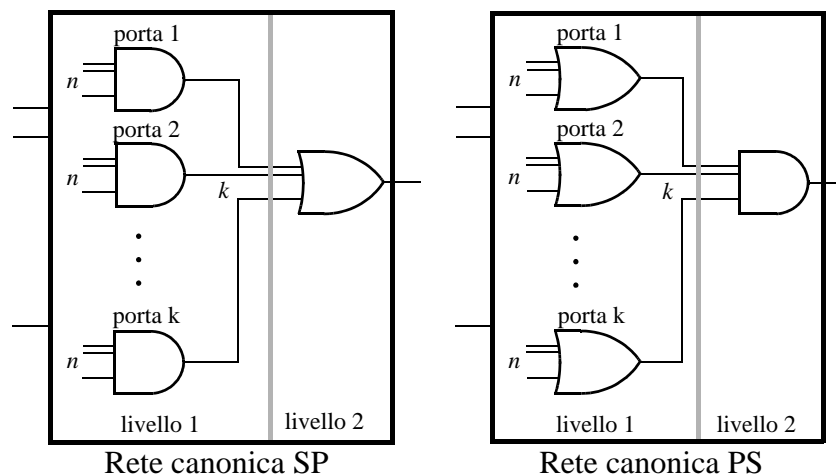 porta 1
n
porta 2
n
k
porta k
n
livello 1
livello 2
Rete canonica SP
porta 1
n
porta 2
n
k
porta k
n
livello 1
livello 2
Rete canonica PS